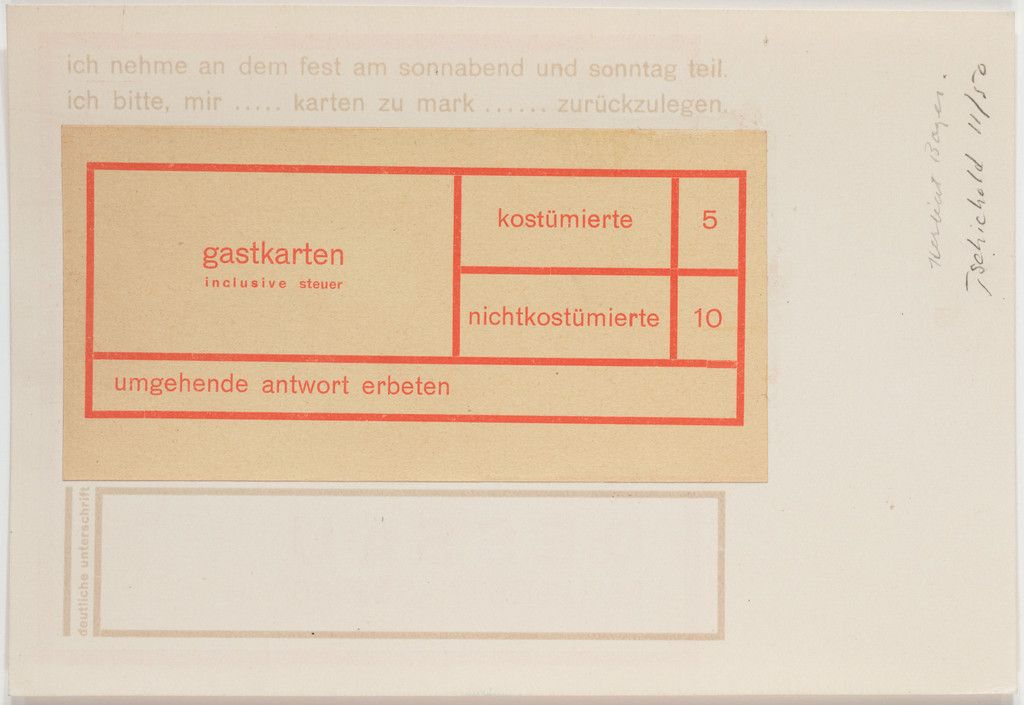 ich nehme an dem fest am sonnabend und sonntag teil.
ich bitte, mir ..... karten zu mark ...... zurückzulegen.
gastkarten
inclusive steuer
kostümierte 5
nichtkostümierte 10
umgehende antwort erbeten
deutliche unterschrift
Herbert Bayer.
Tschichold 11/50